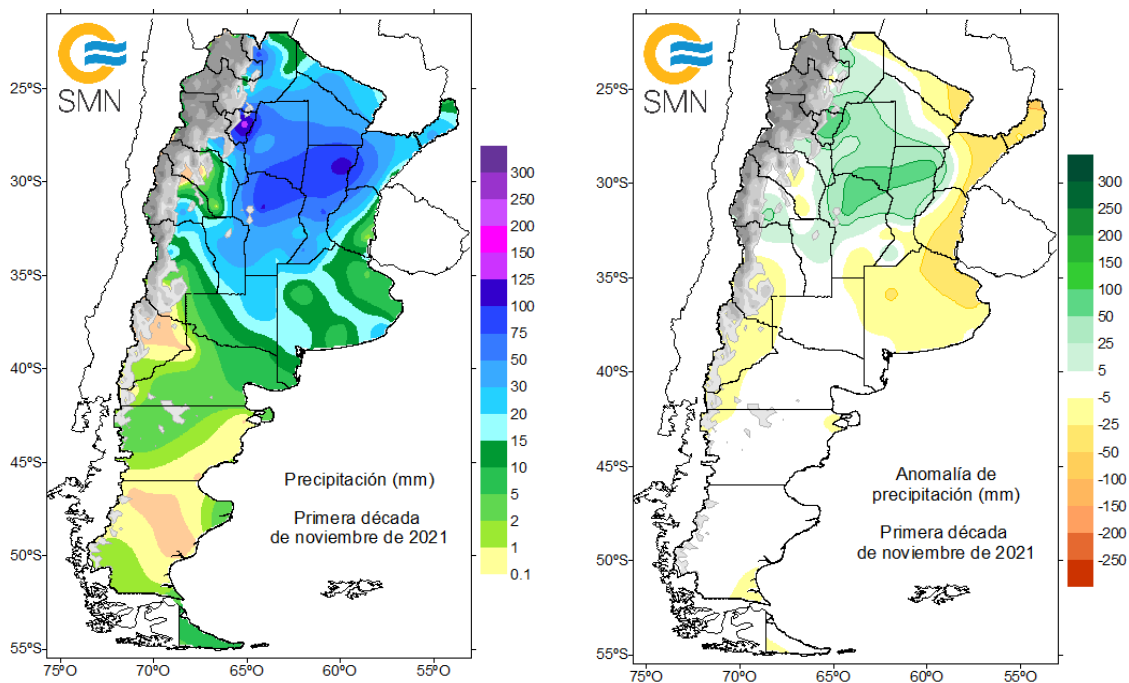 SMN
25ºS
30ºS
35ºS
40ºS
45ºS
50ºS
55ºS
75ºO
70ºO
65ºO
60ºO
55ºO
300
250
200
150
125
100
75
50
30
20
15
10
5
2
1
0.1
Precipitación (mm)
Primera década
de noviembre de 2021
SMN
25ºS
30ºS
35ºS
40ºS
45ºS
50ºS
55ºS
75ºO
70ºO
65ºO
60ºO
55ºO
300
250
200
150
100
50
25
5
-5
-25
-50
-100
-150
-200
-250
Anomalía de
precipitación (mm)
Primera década
de noviembre de 2021